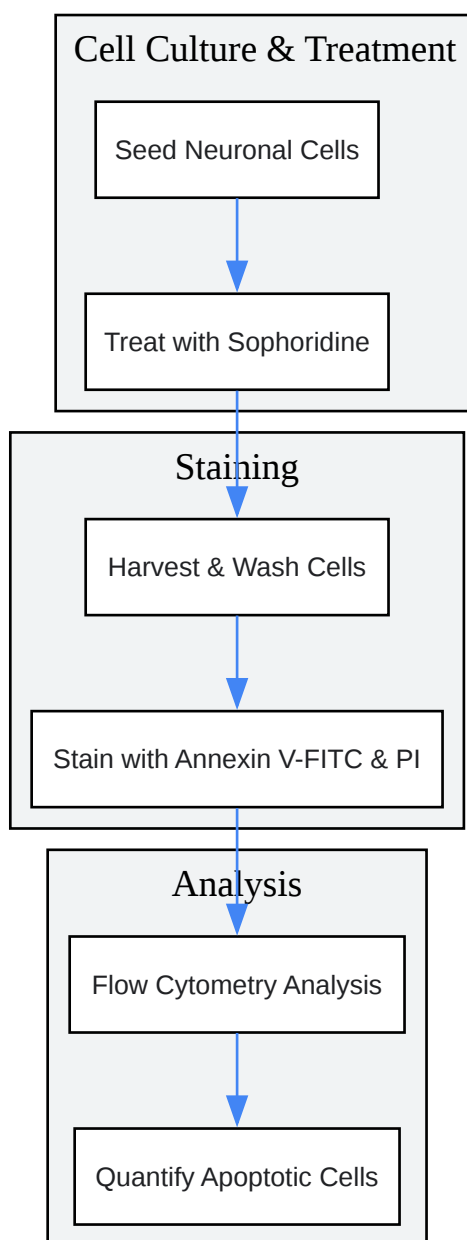 Cell Culture & Treatment
Seed Neuronal Cells
Treat with Sophoridine
Staining
Harvest & Wash Cells
Stain with Annexin V-FITC & PI
Analysis
Flow Cytometry Analysis
Quantify Apoptotic Cells